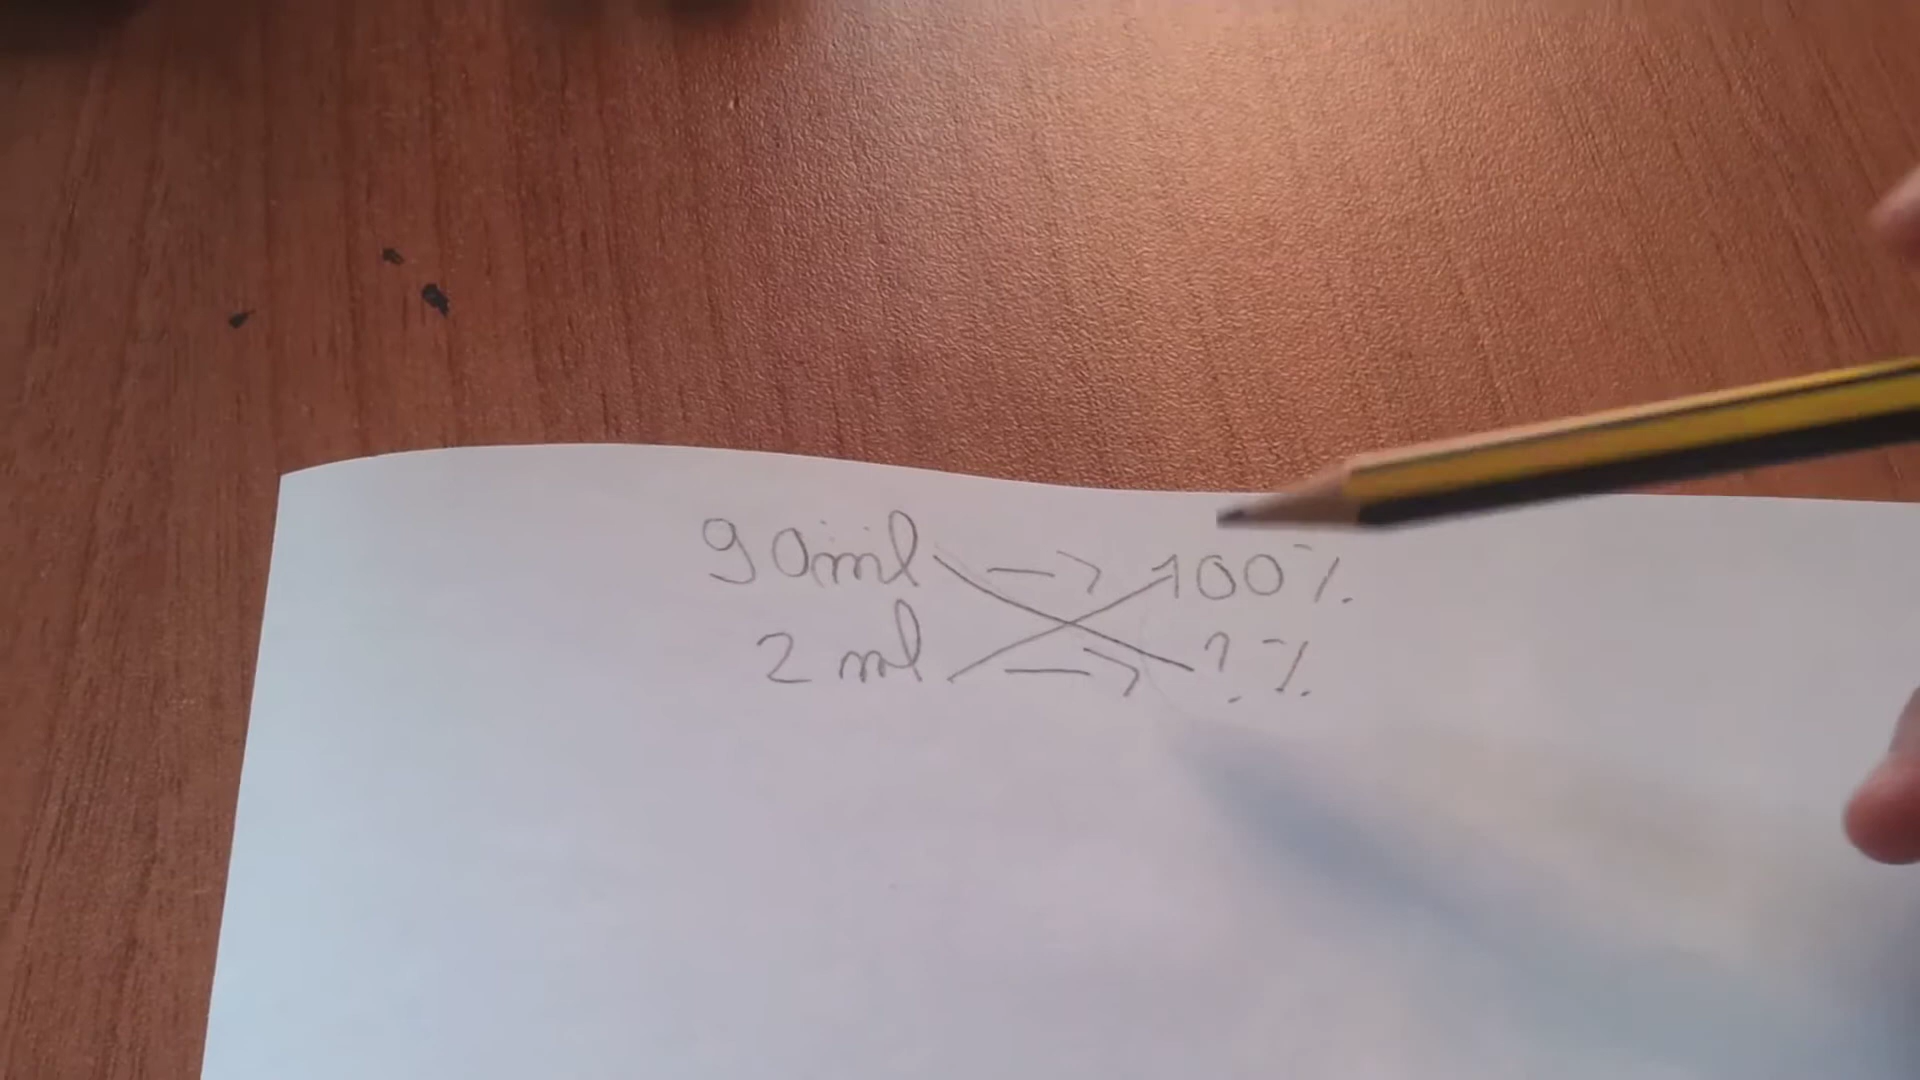 90ml → 100%
2ml → ?%